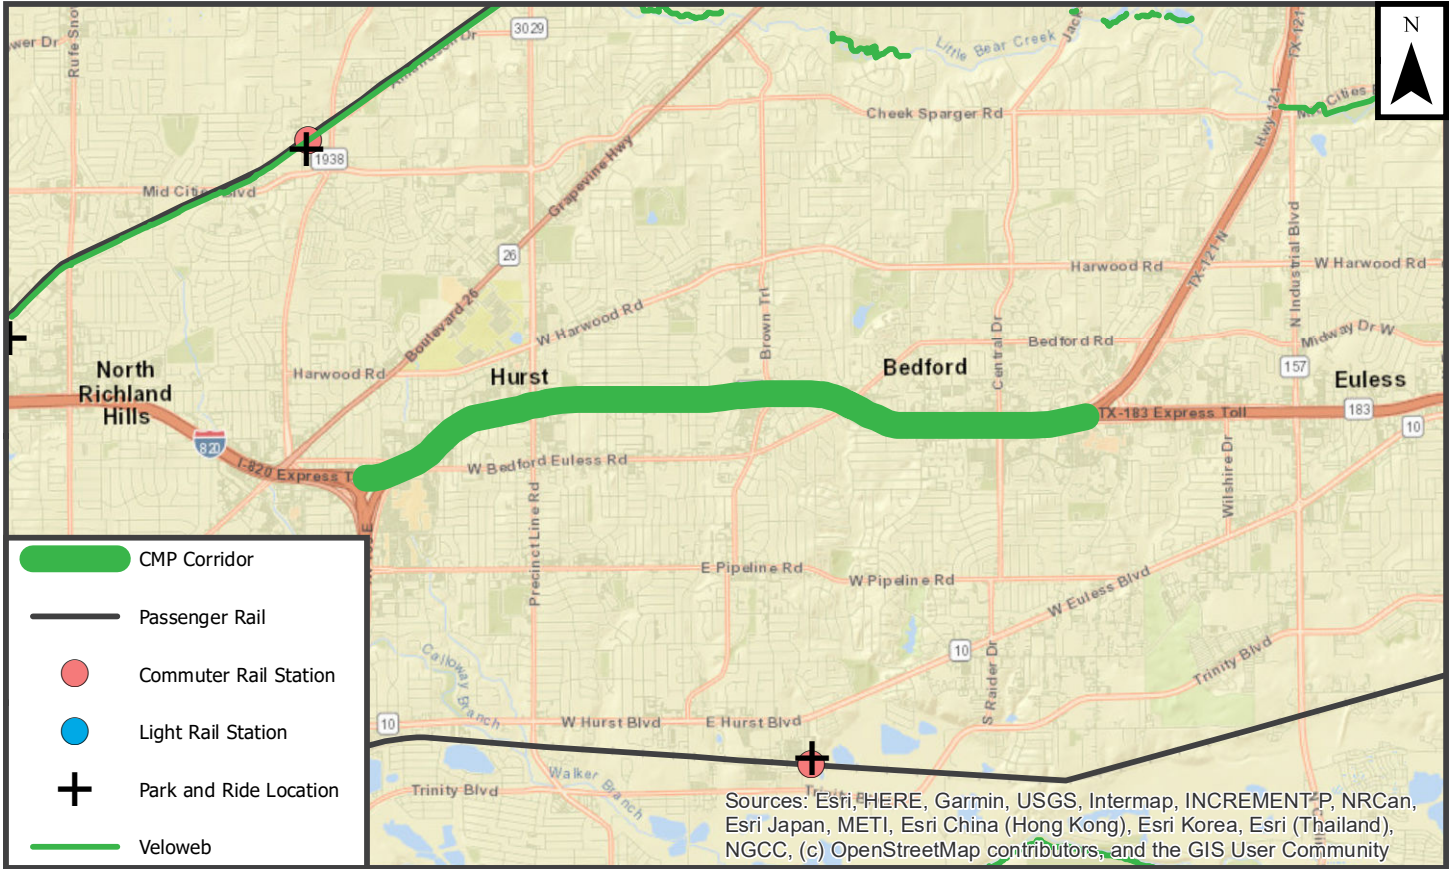 3029
Little Bear Creek
N
Cheek Sparger Rd
Hwy 121
1938
Mid Cities Blvd
Grapevine Hwy
26
Harwood Rd
W Harwood Rd
TX-121 N
N Industrial Blvd
W Harwood Rd
Boulevard 26
Brown Trl
Central Dr
Bedford Rd
Midway Dr W
North
Richland
Hills
Harwood Rd
Hurst
Bedford
157
Euless
TX-183 Express Toll
183
10
820
I-820 Express T
W Bedford Euless Rd
Wilshire Dr
Precinct Line Rd
E Pipeline Rd
W Pipeline Rd
W Euless Blvd
10
S Raider Dr
Trinity Blvd
Calloway Branch
10
W Hurst Blvd
E Hurst Blvd
Walker Branch
Trinity Blvd
CMP Corridor
Passenger Rail
Commuter Rail Station
Light Rail Station
Park and Ride Location
Veloweb
Sources: Esri, HERE, Garmin, USGS, Intermap, INCREMENT P, NRCan,
Esri Japan, METI, Esri China (Hong Kong), Esri Korea, Esri (Thailand),
NGCC, (c) OpenStreetMap contributors, and the GIS User Community